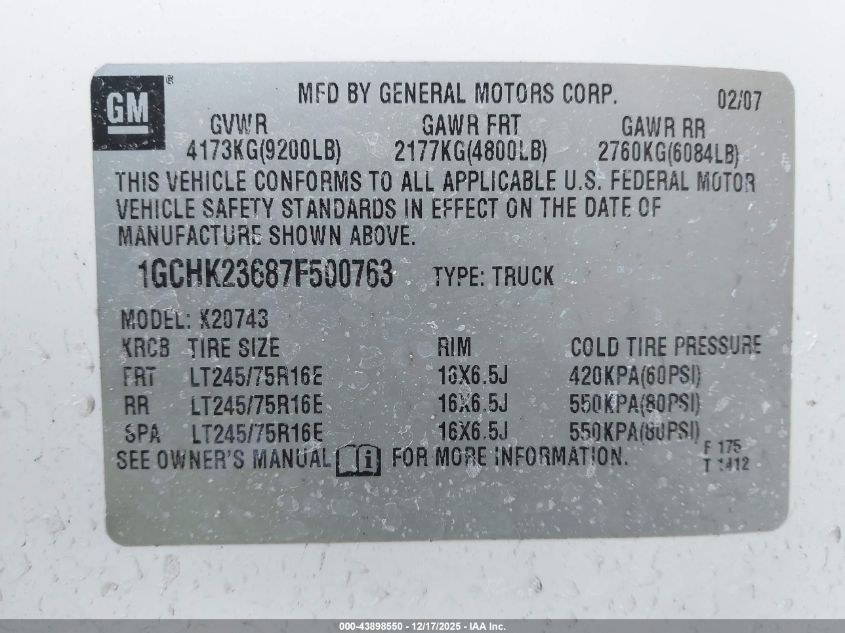 GM ®
MFD BY GENERAL MOTORS CORP. 02/07
GVWR GAWR FRT GAWR RR
4173KG(9200LB) 2177KG(4800LB) 2760KG(6084LB)
THIS VEHICLE CONFORMS TO ALL APPLICABLE U.S. FEDERAL MOTOR
VEHICLE SAFETY STANDARDS IN EFFECT ON THE DATE OF
MANUFACTURE SHOWN ABOVE.
1GCHK23687F500763 TYPE: TRUCK
MODEL: K20743
KRCB TIRE SIZE RIM COLD TIRE PRESSURE
FRT LT245/75R16E 16X6.5J 420KPA(60PSI)
RR LT245/75R16E 16X6.5J 550KPA(80PSI)
SPA LT245/75R16E 16X6.5J 550KPA(80PSI)
SEE OWNER'S MANUAL i FOR MORE INFORMATION.
F 175
T 1412
000-43898550 — 12/17/2025 — IAA Inc.